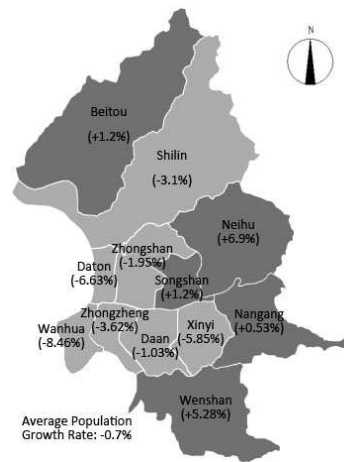 N
Beitou
(+1.2%)
Shilin
(-3.1%)
Neihu
(+6.9%)
Zhongshan
(-1.95%)
Daton
(-6.63%)
Songshan
(+1.2%)
Nangang
(+0.53%)
Zhongzheng
(-3.62%)
Xinyi
(-5.85%)
Wanhua
(-8.46%)
Daan
(-1.03%)
Wenshan
(+5.28%)
Average Population
Growth Rate: -0.7%